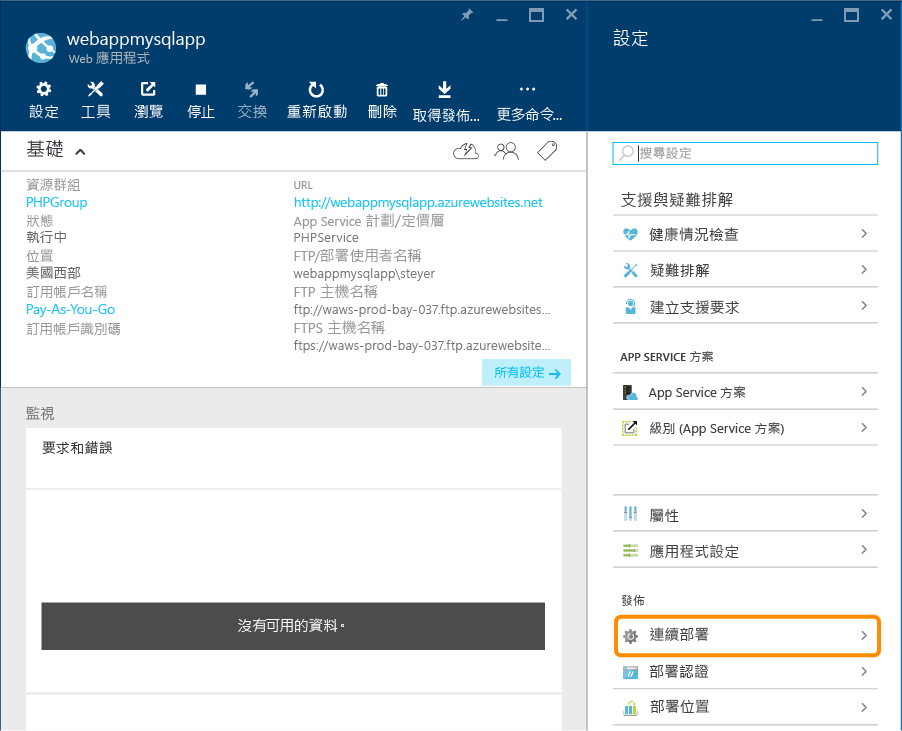 webappmysqlapp
Web 應用程式
設定
工具
瀏覽
停止
交換
重新啟動
刪除
取得發佈...
更多命令...
基礎
資源群組
PHPGroup
狀態
執行中
位置
美國西部
訂用帳戶名稱
Pay-As-You-Go
訂用帳戶識別碼
URL
http://webappmysqlapp.azurewebsites.net
App Service 計劃/定價層
PHPService
FTP/部署使用者名稱
webappmysqlapp\steyer
FTP 主機名稱
ftp://waws-prod-bay-037.ftp.azurewebsites...
FTPS 主機名稱
ftps://waws-prod-bay-037.ftp.azurewebsite...
所有設定
監視
要求和錯誤
沒有可用的資料。
設定
搜尋設定
支援與疑難排解
健康情況檢查
疑難排解
建立支援要求
APP SERVICE 方案
App Service 方案
級別 (App Service 方案)
屬性
應用程式設定
發佈
連續部署
部署認證
部署位置